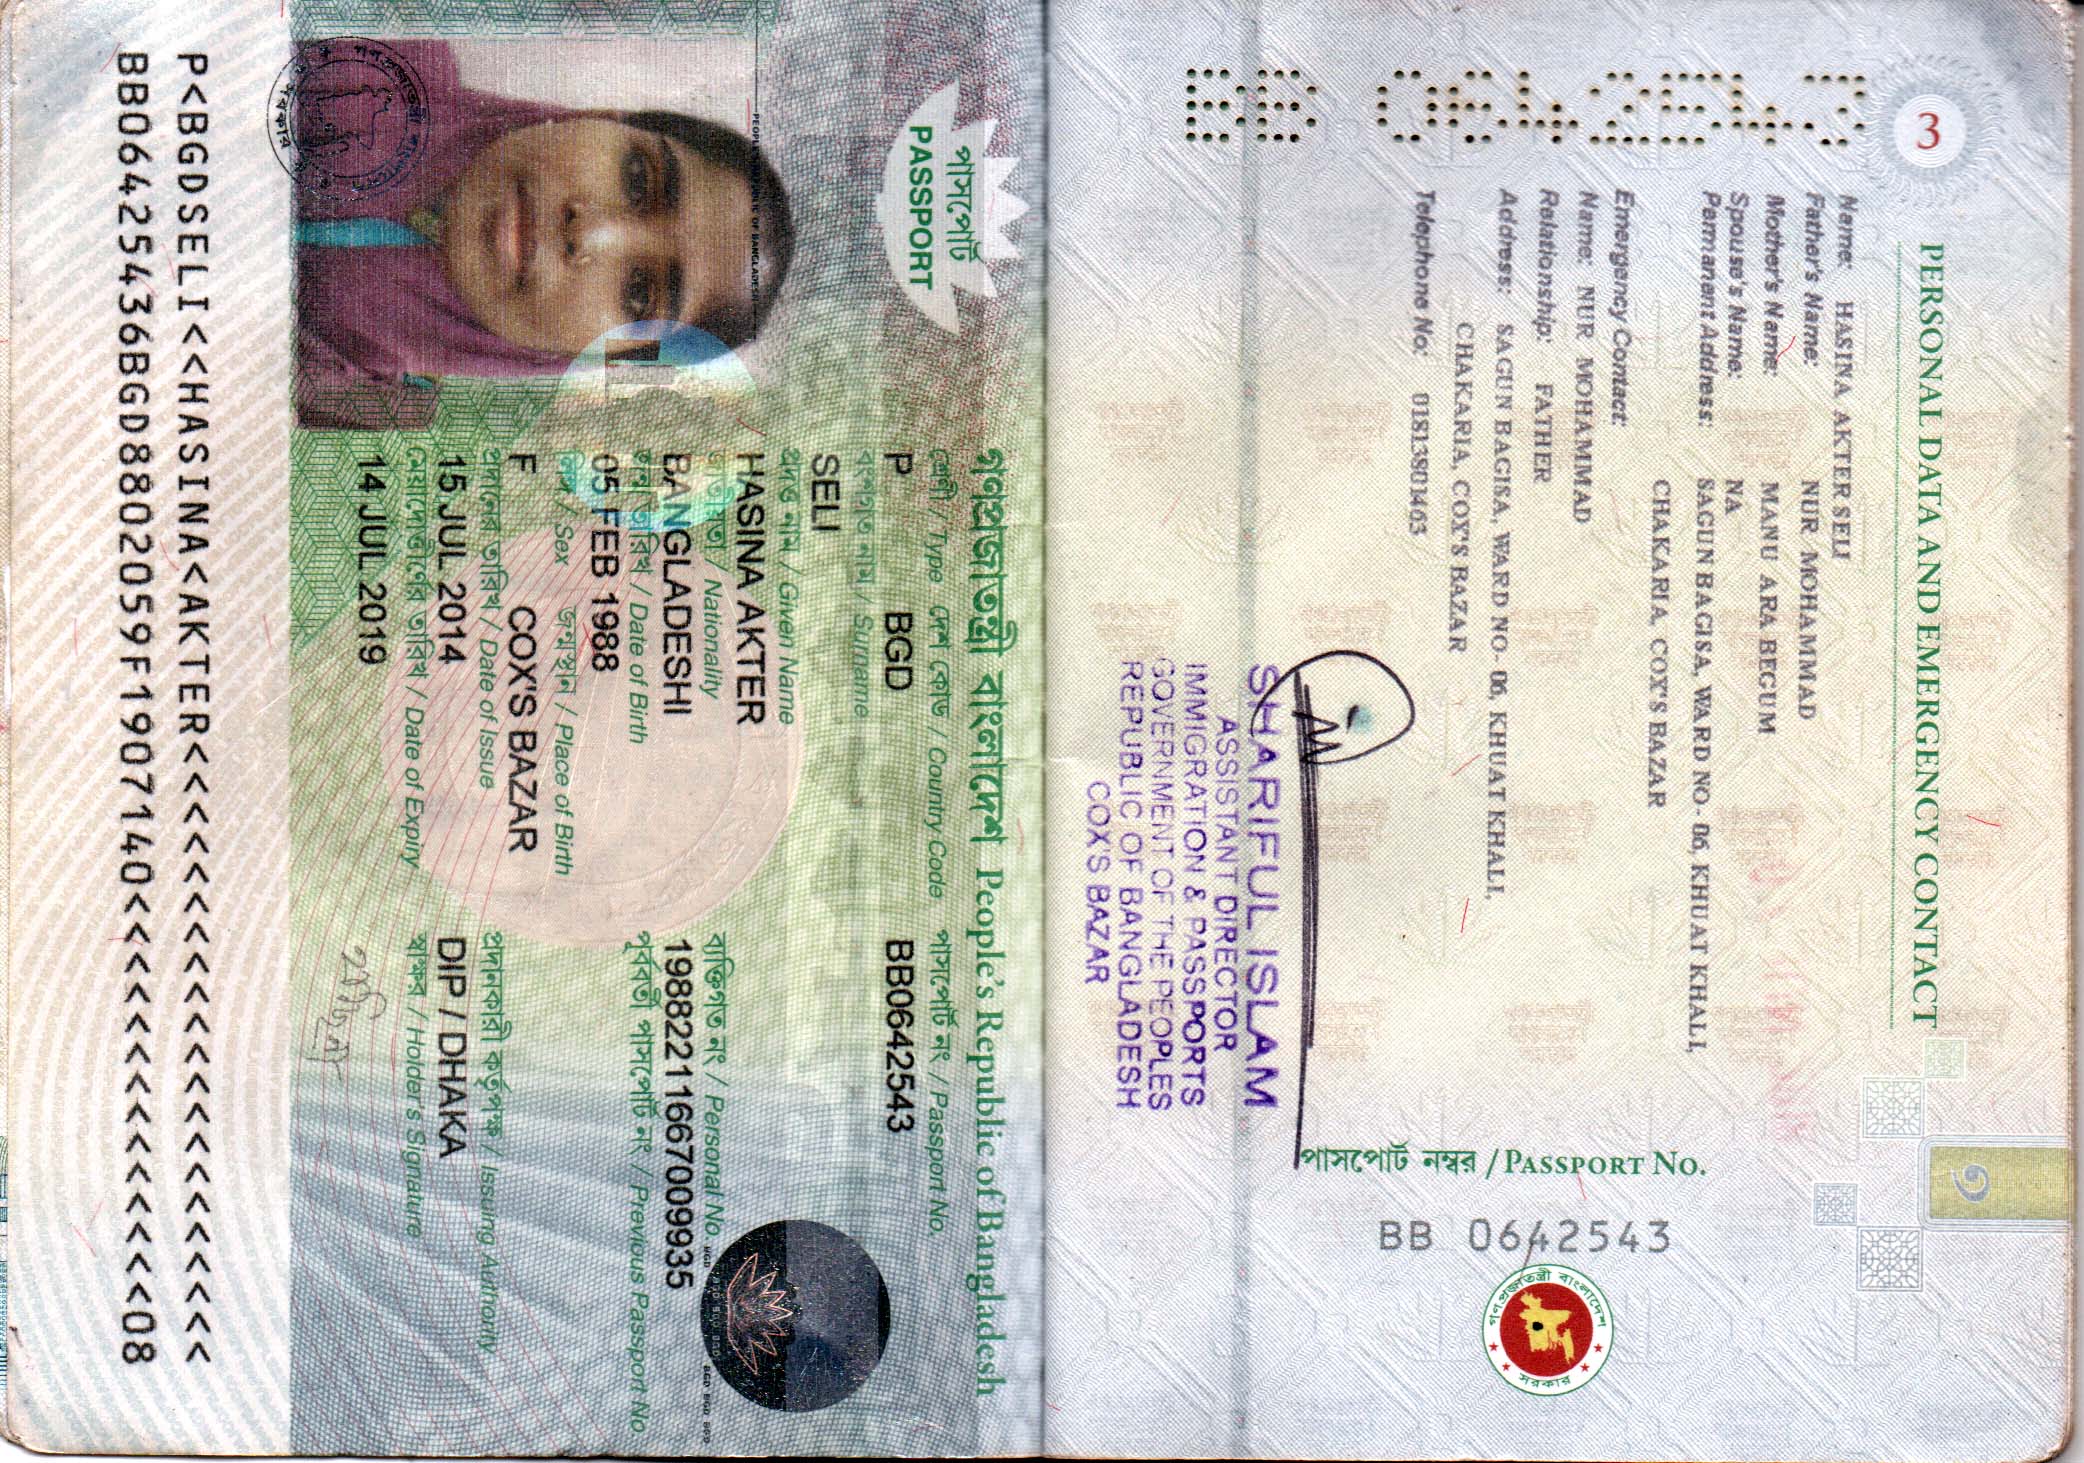 3
PERSONAL DATA AND EMERGENCY CONTACT
Name: HASINA AKTER SELI
Father's Name: NUR MOHAMMAD
Mother's Name: MANU ARA BEGUM
Spouse's Name: NA
Permanant Address: SAGUN BAGISA, WARD NO- 06, KHUAT KHALI,
CHAKARIA, COX'S BAZAR
Emergency Contact:
Name: NUR MOHAMMAD
Relationship: FATHER
Address: SAGUN BAGISA, WARD NO- 06, KHUAT KHALI,
CHAKARIA, COX'S BAZAR
Telephone No: 01813801463
BB 0642543
SHARIFUL ISLAM
ASSISTANT DIRECTOR
IMMIGRATION & PASSPORTS
GOVERNMENT OF THE PEOPLES
REPUBLIC OF BANGLADESH
COX'S BAZAR
৩
পাসপোর্ট নম্বর / PASSPORT NO.
BB 0642543
গণপ্রজাতন্ত্রী বাংলাদেশ
সরকার
গণপ্রজাতন্ত্রী বাংলাদেশ People's Republic of Bangladesh
পাসপোর্ট
PASSPORT
শ্রেণী / Type দেশ কোড / Country Code পাসপোর্ট নং / Passport No.
P BGD BB0642543
বংশগত নাম / Surname
SELI
প্রদত্ত নাম / Given Name
HASINA AKTER
জাতীয়তা / Nationality ব্যক্তিগত নং / Personal No.
BANGLADESHI 19882211667009935
জন্ম তারিখ / Date of Birth পূর্ববর্তী পাসপোর্ট নং / Previous Passport No
05 FEB 1988
লিঙ্গ / Sex জন্মস্থান / Place of Birth
F COX'S BAZAR
প্রদানের তারিখ / Date of Issue প্রদানকারী কর্তৃপক্ষ / Issuing Authority
15 JUL 2014 DIP / DHAKA
মেয়াদোত্তীর্ণের তারিখ / Date of Expiry স্বাক্ষর / Holder's Signature
14 JUL 2019
P<BGDSELI<<HASINA<AKTER<<<<<<<<<<<<<<<<<<<<<
BB06425436BGD8802059F1907140<<<<<<<<<<<<<<08